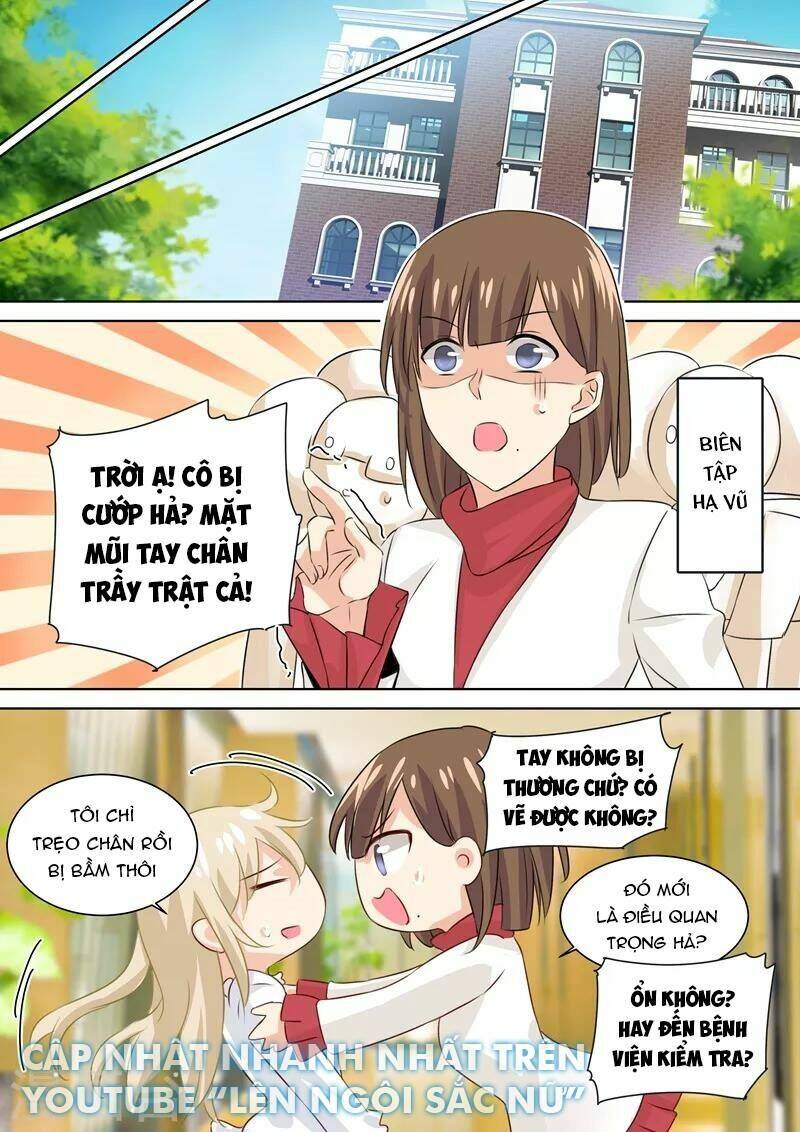 TRỜI Ạ! CÔ BỊ
CƯỚP HẢ? MẶT
MŨI TAY CHÂN
TRẦY TRẬT CẢ!
BIÊN
TẬP
HẠ VŨ
TAY KHÔNG BỊ
THƯƠNG CHỨ? CÓ
VẼ ĐƯỢC KHÔNG?
TÔI CHỈ
TRẸO CHÂN RỒI
BỊ BẦM THÔI
ĐÓ MỚI
LÀ ĐIỀU QUAN
TRỌNG HẢ?
ỔN KHÔNG?
HAY ĐẾN BỆNH
VIỆN KIỂM TRA?
CẬP NHẬT NHANH NHẤT TRÊN
YOUTUBE "LÊN NGÔI SẮC NỮ"